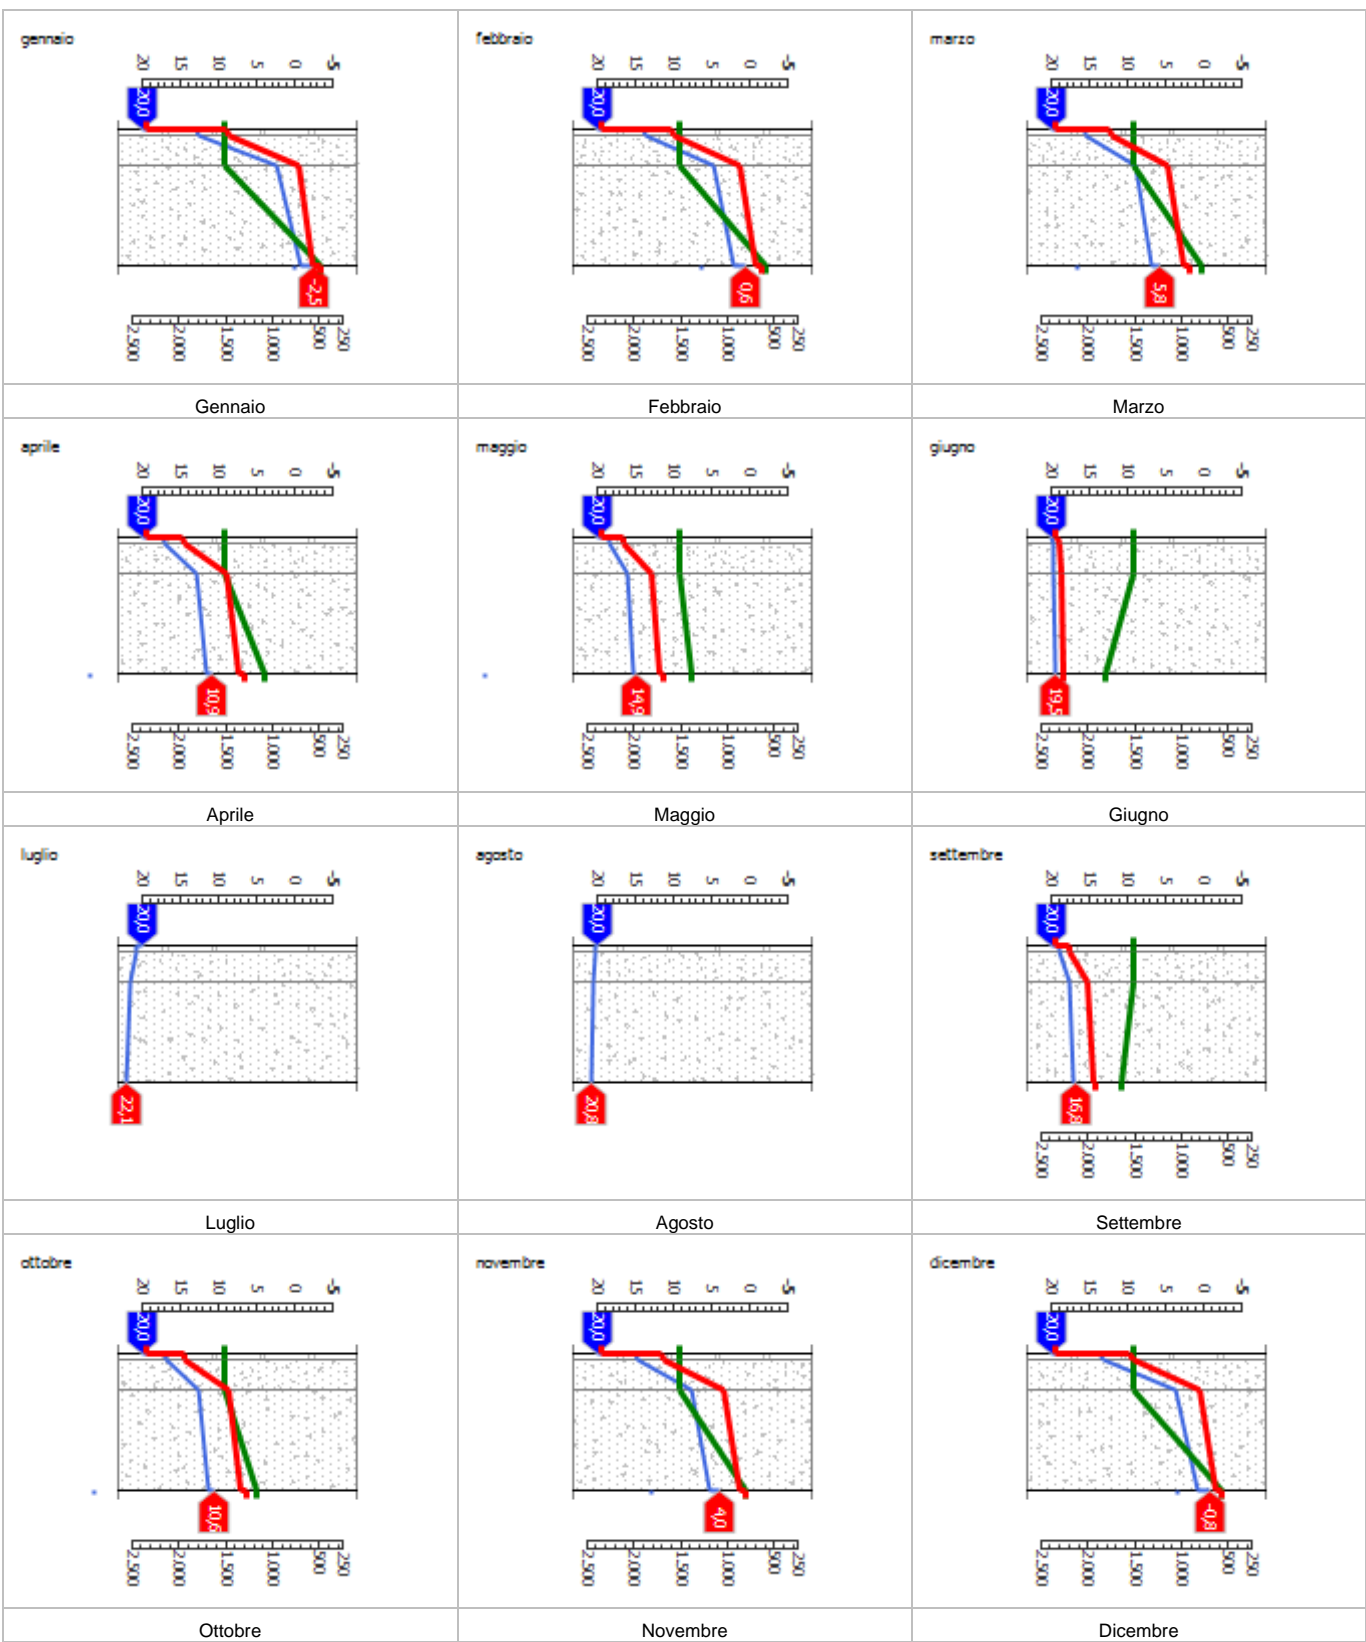 gennaio
20 15 10 5 0 -5
20,0
-2,5
2.500 2.000 1.500 1.000 500 250
Gennaio
febbraio
20 15 10 5 0 -5
20,0
0,6
2.500 2.000 1.500 1.000 500 250
Febbraio
marzo
20 15 10 5 0 -5
20,0
5,8
2.500 2.000 1.500 1.000 500 250
Marzo
aprile
20 15 10 5 0 -5
20,0
10,9
2.500 2.000 1.500 1.000 500 250
Aprile
maggio
20 15 10 5 0 -5
20,0
14,9
2.500 2.000 1.500 1.000 500 250
Maggio
giugno
20 15 10 5 0 -5
20,0
19,5
2.500 2.000 1.500 1.000 500 250
Giugno
luglio
20 15 10 5 0 -5
20,0
22,1
Luglio
agosto
20 15 10 5 0 -5
20,0
20,8
Agosto
settembre
20 15 10 5 0 -5
20,0
16,8
2.500 2.000 1.500 1.000 500 250
Settembre
ottobre
20 15 10 5 0 -5
20,0
10,6
2.500 2.000 1.500 1.000 500 250
Ottobre
novembre
20 15 10 5 0 -5
20,0
4,0
2.500 2.000 1.500 1.000 500 250
Novembre
dicembre
20 15 10 5 0 -5
20,0
-0,8
2.500 2.000 1.500 1.000 500 250
Dicembre